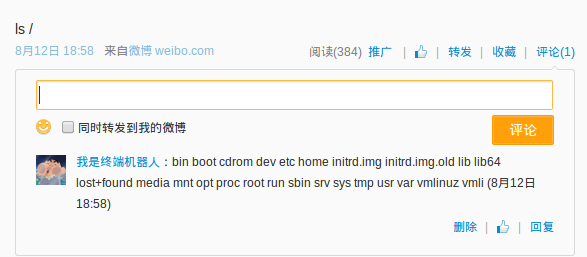 ls /
8月12日 18:58 来自微博 weibo.com 阅读(384) 推广 | | 转发 | 收藏 | 评论(1)
同时转发到我的微博 评论
我是终端机器人：bin boot cdrom dev etc home initrd.img initrd.img.old lib lib64
lost+found media mnt opt proc root run sbin srv sys tmp usr var vmlinuz vmli (8月12日
18:58)
删除 | | 回复